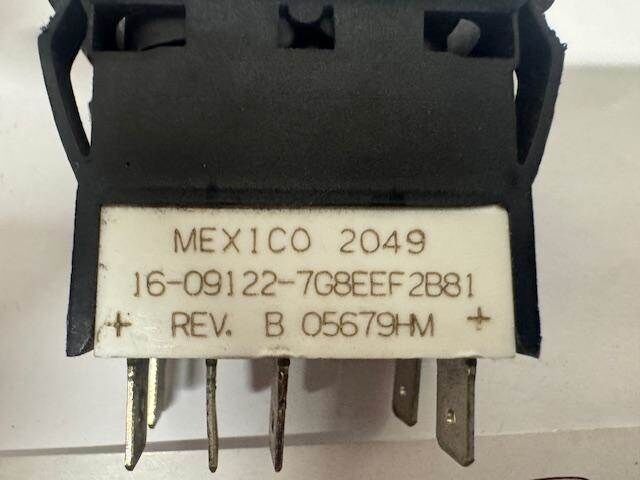 MEXICO 2049
16-09122-7G8EEF2B81
+ REV. B 05679HM +